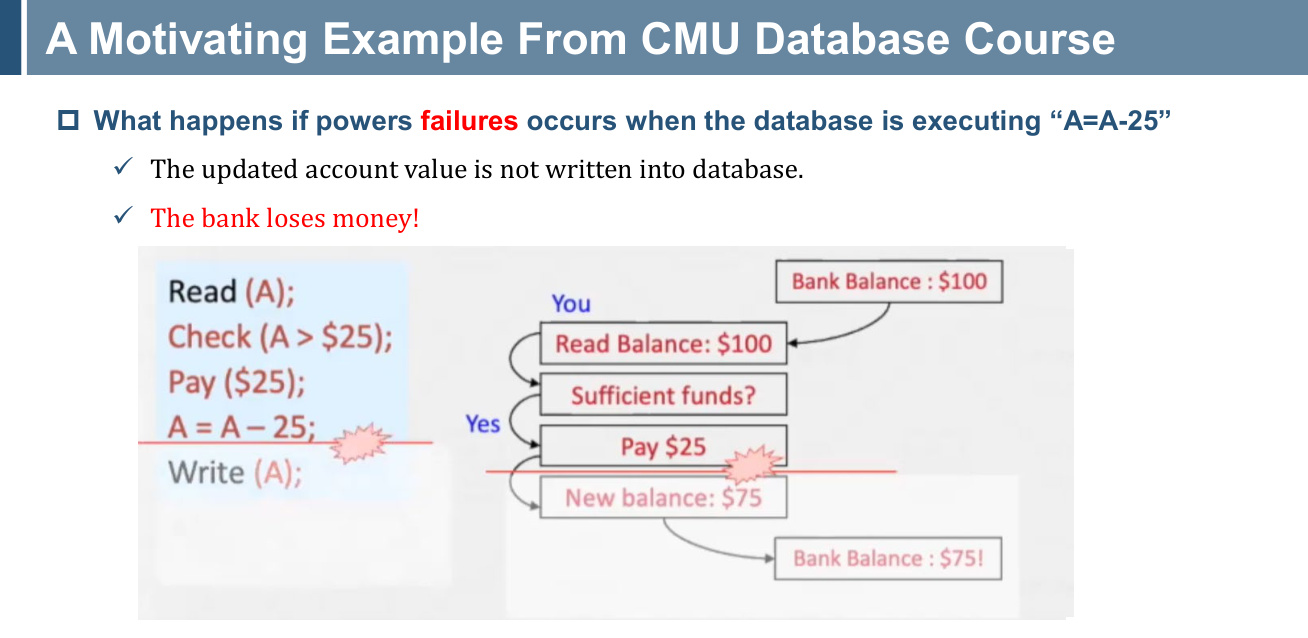 A Motivating Example From CMU Database Course
What happens if powers failures occurs when the database is executing “A=A-25”
✓ The updated account value is not written into database.
✓ The bank loses money!
Read (A);
Check (A > $25);
Pay ($25);
A = A – 25;
Write (A);
Bank Balance : $100
You
Read Balance: $100
Sufficient funds?
Yes
Pay $25
New balance: $75
Bank Balance : $75!